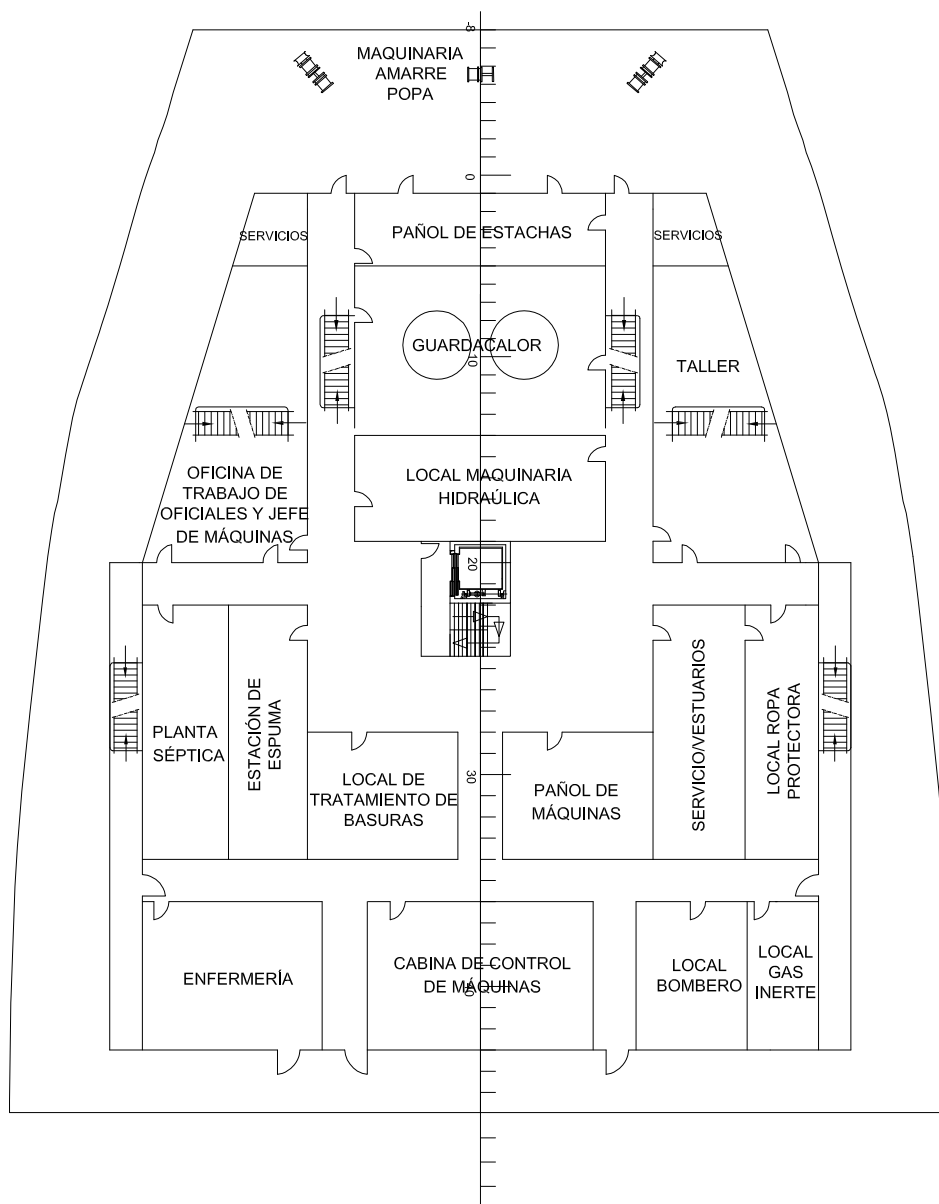 -8
MAQUINARIA
AMARRE
POPA
0
SERVICIOS
PAÑOL DE ESTACHAS
SERVICIOS
GUARDACALOR
10
TALLER
OFICINA DE
TRABAJO DE
OFICIALES Y JEFE
DE MÁQUINAS
LOCAL MAQUINARIA
HIDRAÚLICA
20
PLANTA
SÉPTICA
ESTACIÓN DE
ESPUMA
LOCAL DE
TRATAMIENTO DE
BASURAS
30
PAÑOL DE
MÁQUINAS
SERVICIO/VESTUARIOS
LOCAL ROPA
PROTECTORA
ENFERMERÍA
CABINA DE CONTROL
DE MÁQUINAS
40
LOCAL
BOMBERO
LOCAL
GAS
INERTE